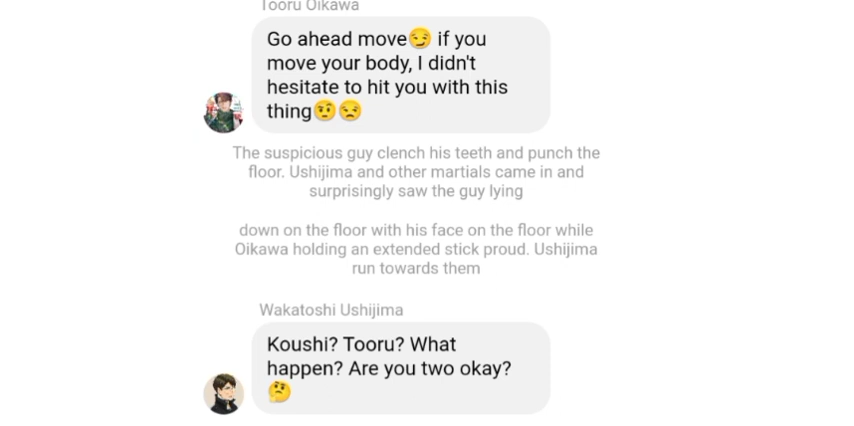 Tooru Oikawa
Go ahead move😏 if you
move your body, I didn't
hesitate to hit you with this
thing🤨😒
The suspicious guy clench his teeth and punch the
floor. Ushijima and other martials came in and
surprisingly saw the guy lying
down on the floor with his face on the floor while
Oikawa holding an extended stick proud. Ushijima
run towards them
Wakatoshi Ushijima
Koushi? Tooru? What
happen? Are you two okay?
🤔